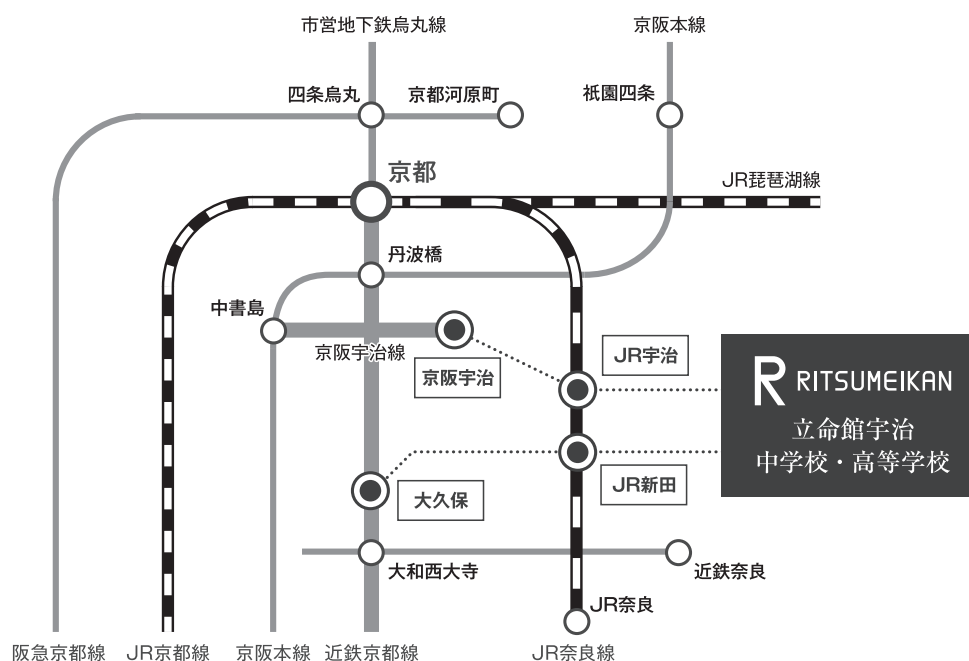 市営地下鉄烏丸線
京阪本線
四条烏丸
京都河原町
祇園四条
京都
JR琵琶湖線
丹波橋
中書島
京阪宇治線
京阪宇治
JR宇治
RITSUMEIKAN
立命館宇治
中学校・高等学校
大久保
JR新田
大和西大寺
近鉄奈良
JR奈良
阪急京都線
JR京都線
京阪本線
近鉄京都線
JR奈良線